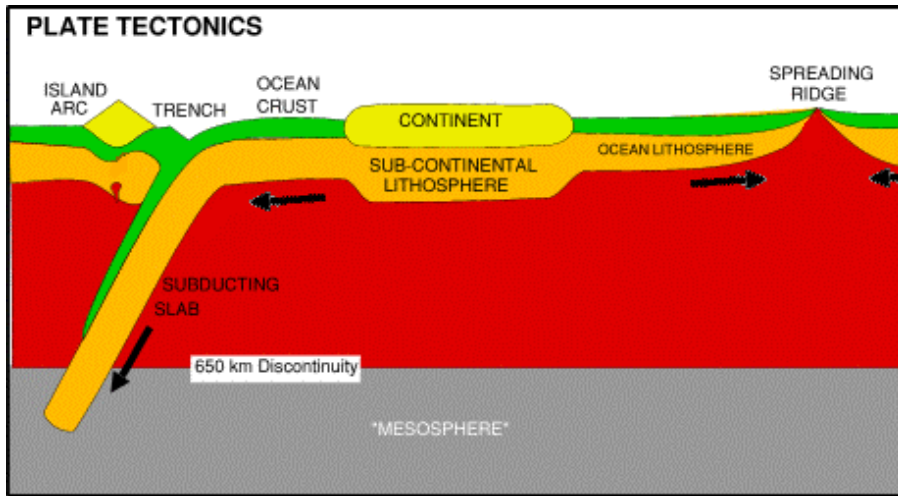 PLATE TECTONICS
ISLAND
ARC
TRENCH
OCEAN
CRUST
CONTINENT
SPREADING
RIDGE
SUB-CONTINENTAL
LITHOSPHERE
OCEAN LITHOSPHERE
SUBDUCTING
SLAB
650 km Discontinuity
"MESOSPHERE"